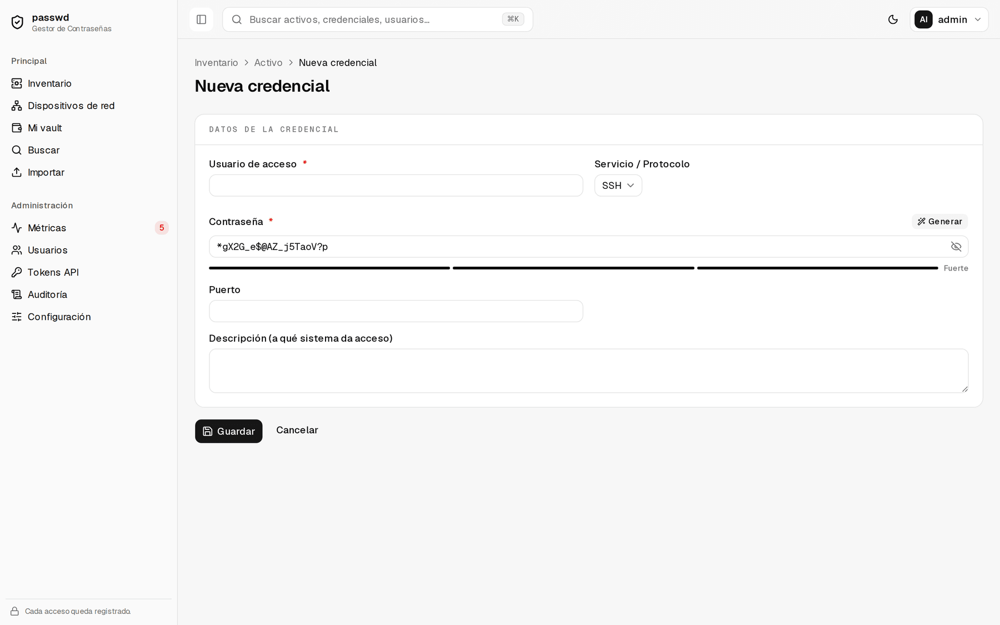 passwd
Gestor de Contraseñas
Principal
Inventario
Dispositivos de red
Mi vault
Buscar
Importar
Administración
Métricas 5
Usuarios
Tokens API
Auditoría
Configuración
Cada acceso queda registrado.
Buscar activos, credenciales, usuarios... ⌘K
AI admin
Inventario > Activo > Nueva credencial
Nueva credencial
DATOS DE LA CREDENCIAL
Usuario de acceso * Servicio / Protocolo
SSH
Contraseña * Generar
*gX2G_e$@AZ_j5TaoV?p
Fuerte
Puerto
Descripción (a qué sistema da acceso)
Guardar Cancelar